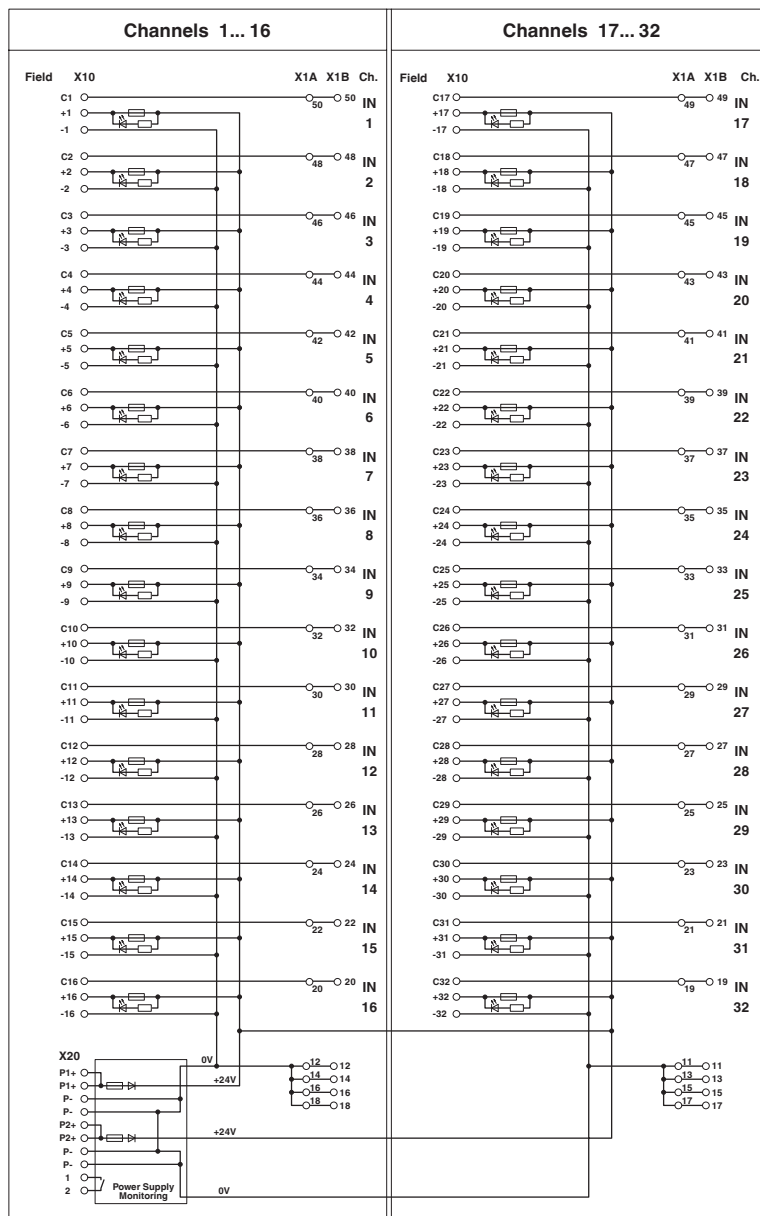 Channels 1... 16
Field X10 X1A X1B Ch.
C1 50 50 IN
+1
-1 1
C2 48 48 IN
+2
-2 2
C3 46 46 IN
+3
-3 3
C4 44 44 IN
+4
-4 4
C5 42 42 IN
+5
-5 5
C6 40 40 IN
+6
-6 6
C7 38 38 IN
+7
-7 7
C8 36 36 IN
+8
-8 8
C9 34 34 IN
+9
-9 9
C10 32 32 IN
+10
-10 10
C11 30 30 IN
+11
-11 11
C12 28 28 IN
+12
-12 12
C13 26 26 IN
+13
-13 13
C14 24 24 IN
+14
-14 14
C15 22 22 IN
+15
-15 15
C16 20 20 IN
+16
-16 16
Channels 17... 32
Field X10 X1A X1B Ch.
C17 49 49 IN
+17
-17 17
C18 47 47 IN
+18
-18 18
C19 45 45 IN
+19
-19 19
C20 43 43 IN
+20
-20 20
C21 41 41 IN
+21
-21 21
C22 39 39 IN
+22
-22 22
C23 37 37 IN
+23
-23 23
C24 35 35 IN
+24
-24 24
C25 33 33 IN
+25
-25 25
C26 31 31 IN
+26
-26 26
C27 29 29 IN
+27
-27 27
C28 27 27 IN
+28
-28 28
C29 25 25 IN
+29
-29 29
C30 23 23 IN
+30
-30 30
C31 21 21 IN
+31
-31 31
C32 19 19 IN
+32
-32 32
X20
0V
P1+
P1+ +24V
P-
P-
P2+
P2+ +24V
P-
P-
1
2 Power Supply
Monitoring
0V
12 12
14 14
16 16
18 18
11 11
13 13
15 15
17 17